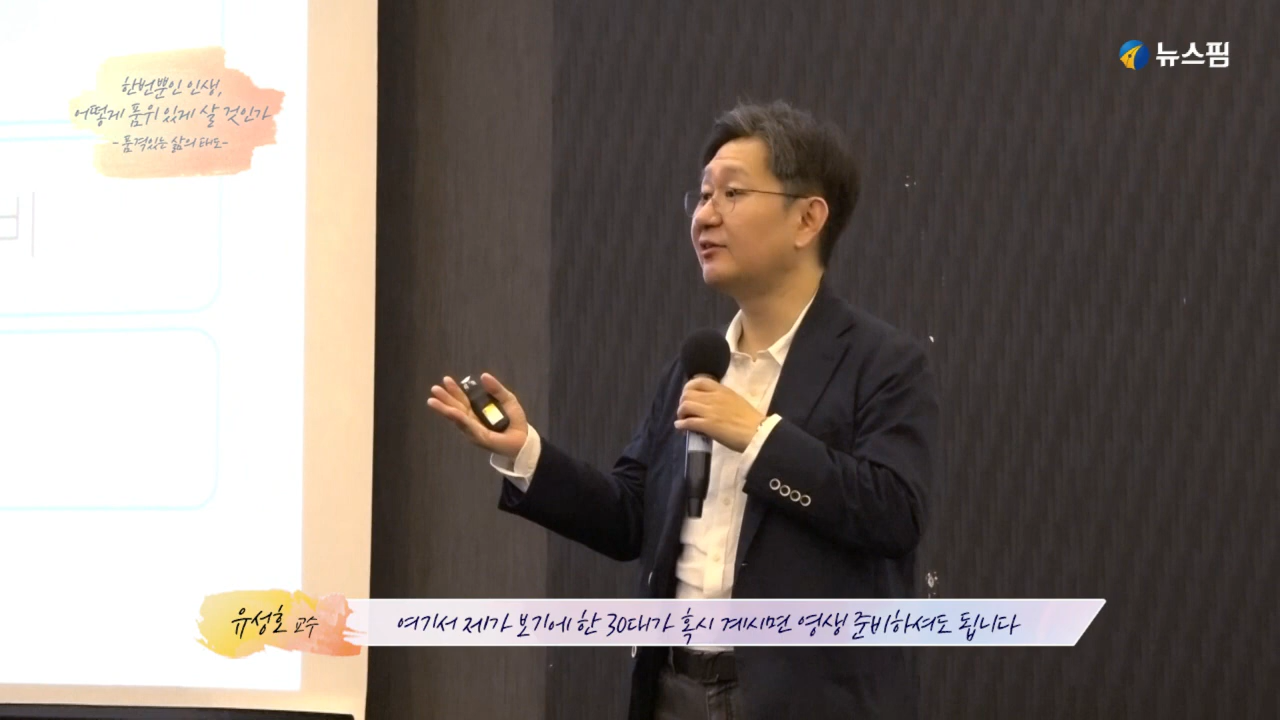 뉴스핌
한번뿐인 인생,
어떻게 품위 있게 살 것인가
- 품격있는 삶의 태도-
유성호 교수
여기서 제가 보기에 한 30대가 혹시 계시면 영생 준비하셔도 됩니다